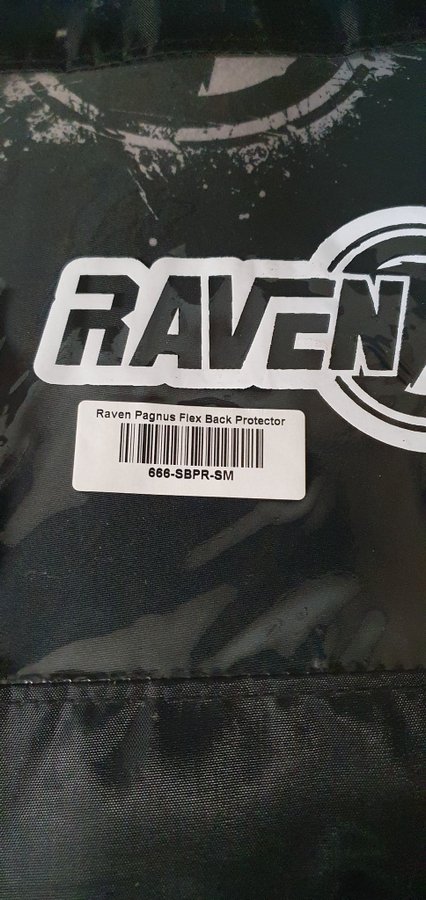 RAVEN
Raven Pagnus Flex Back Protector
666-SBPR-SM